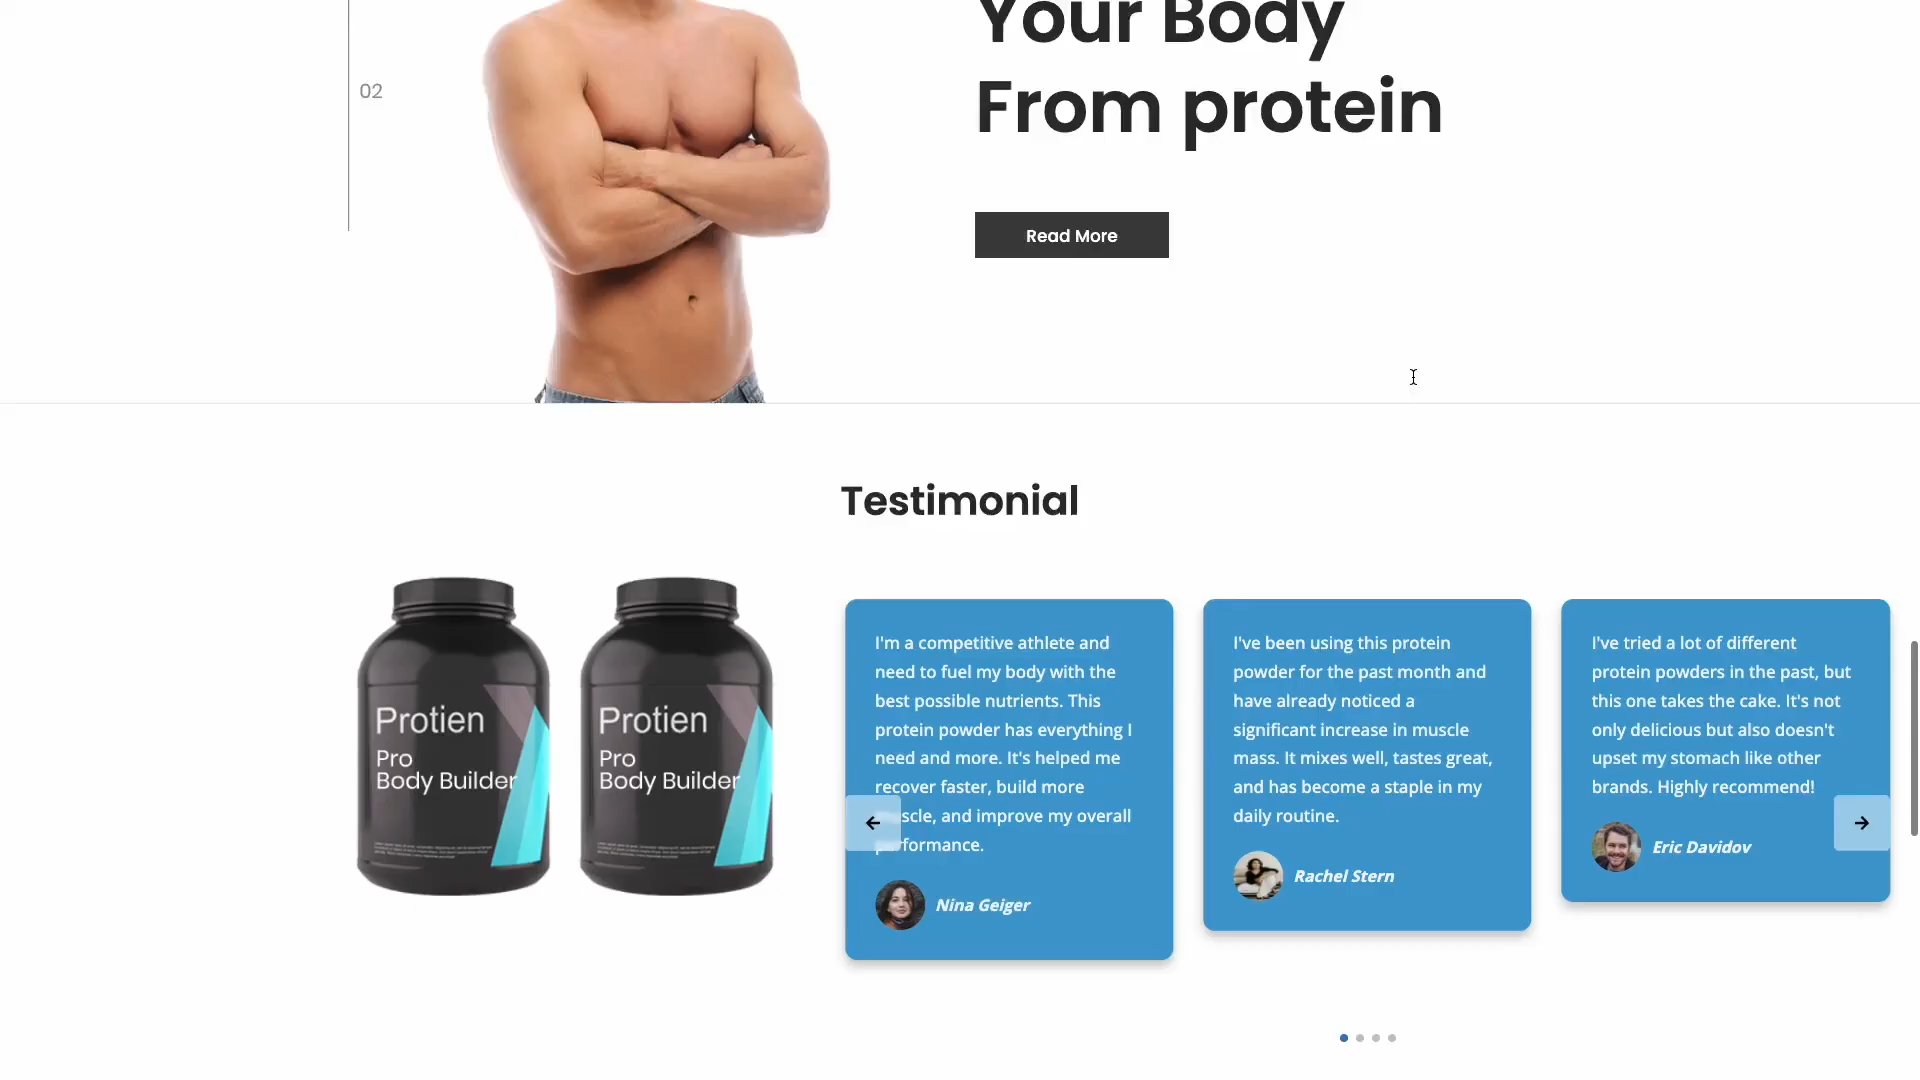 Your Body
From protein
02
Read More
Testimonial
Protien
Pro
Body Builder
Protien
Pro
Body Builder
I'm a competitive athlete and
need to fuel my body with the
best possible nutrients. This
protein powder has everything I
need and more. It's helped me
recover faster, build more
scle, and improve my overall
performance.
Nina Geiger
I've been using this protein
powder for the past month and
have already noticed a
significant increase in muscle
mass. It mixes well, tastes great,
and has become a staple in my
daily routine.
Rachel Stern
I've tried a lot of different
protein powders in the past, but
this one takes the cake. It's not
only delicious but also doesn't
upset my stomach like other
brands. Highly recommend!
Eric Davidov